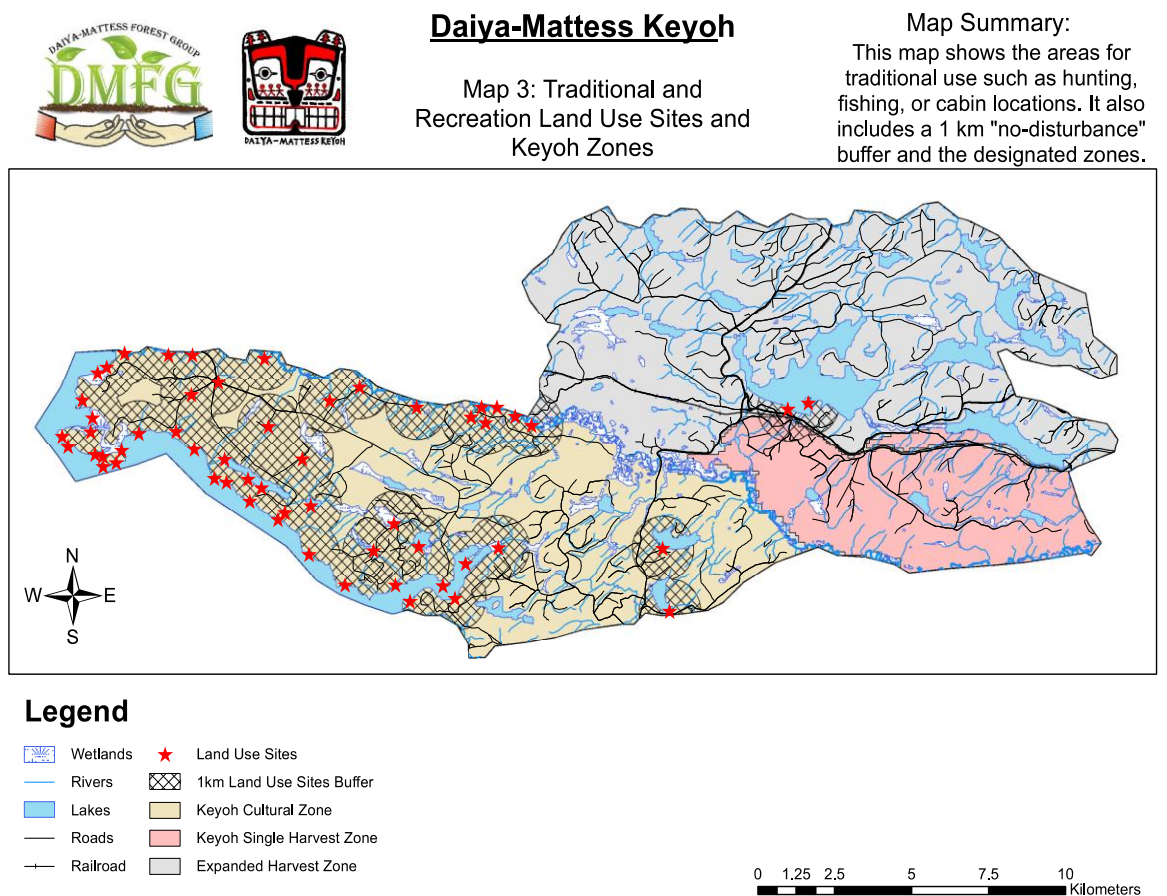 DAIYA-MATTESS FOREST GROUP
DMFG
DAIYA-MATTESS KEYOH
Daiya-Mattess Keyoh
Map 3: Traditional and
Recreation Land Use Sites and
Keyoh Zones
Map Summary:
This map shows the areas for
traditional use such as hunting,
fishing, or cabin locations. It also
includes a 1 km "no-disturbance"
buffer and the designated zones.
N
W E
S
Legend
Wetlands
Rivers
Lakes
Roads
Railroad
Land Use Sites
1km Land Use Sites Buffer
Keyoh Cultural Zone
Keyoh Single Harvest Zone
Expanded Harvest Zone
0 1.25 2.5 5 7.5 10
Kilometers